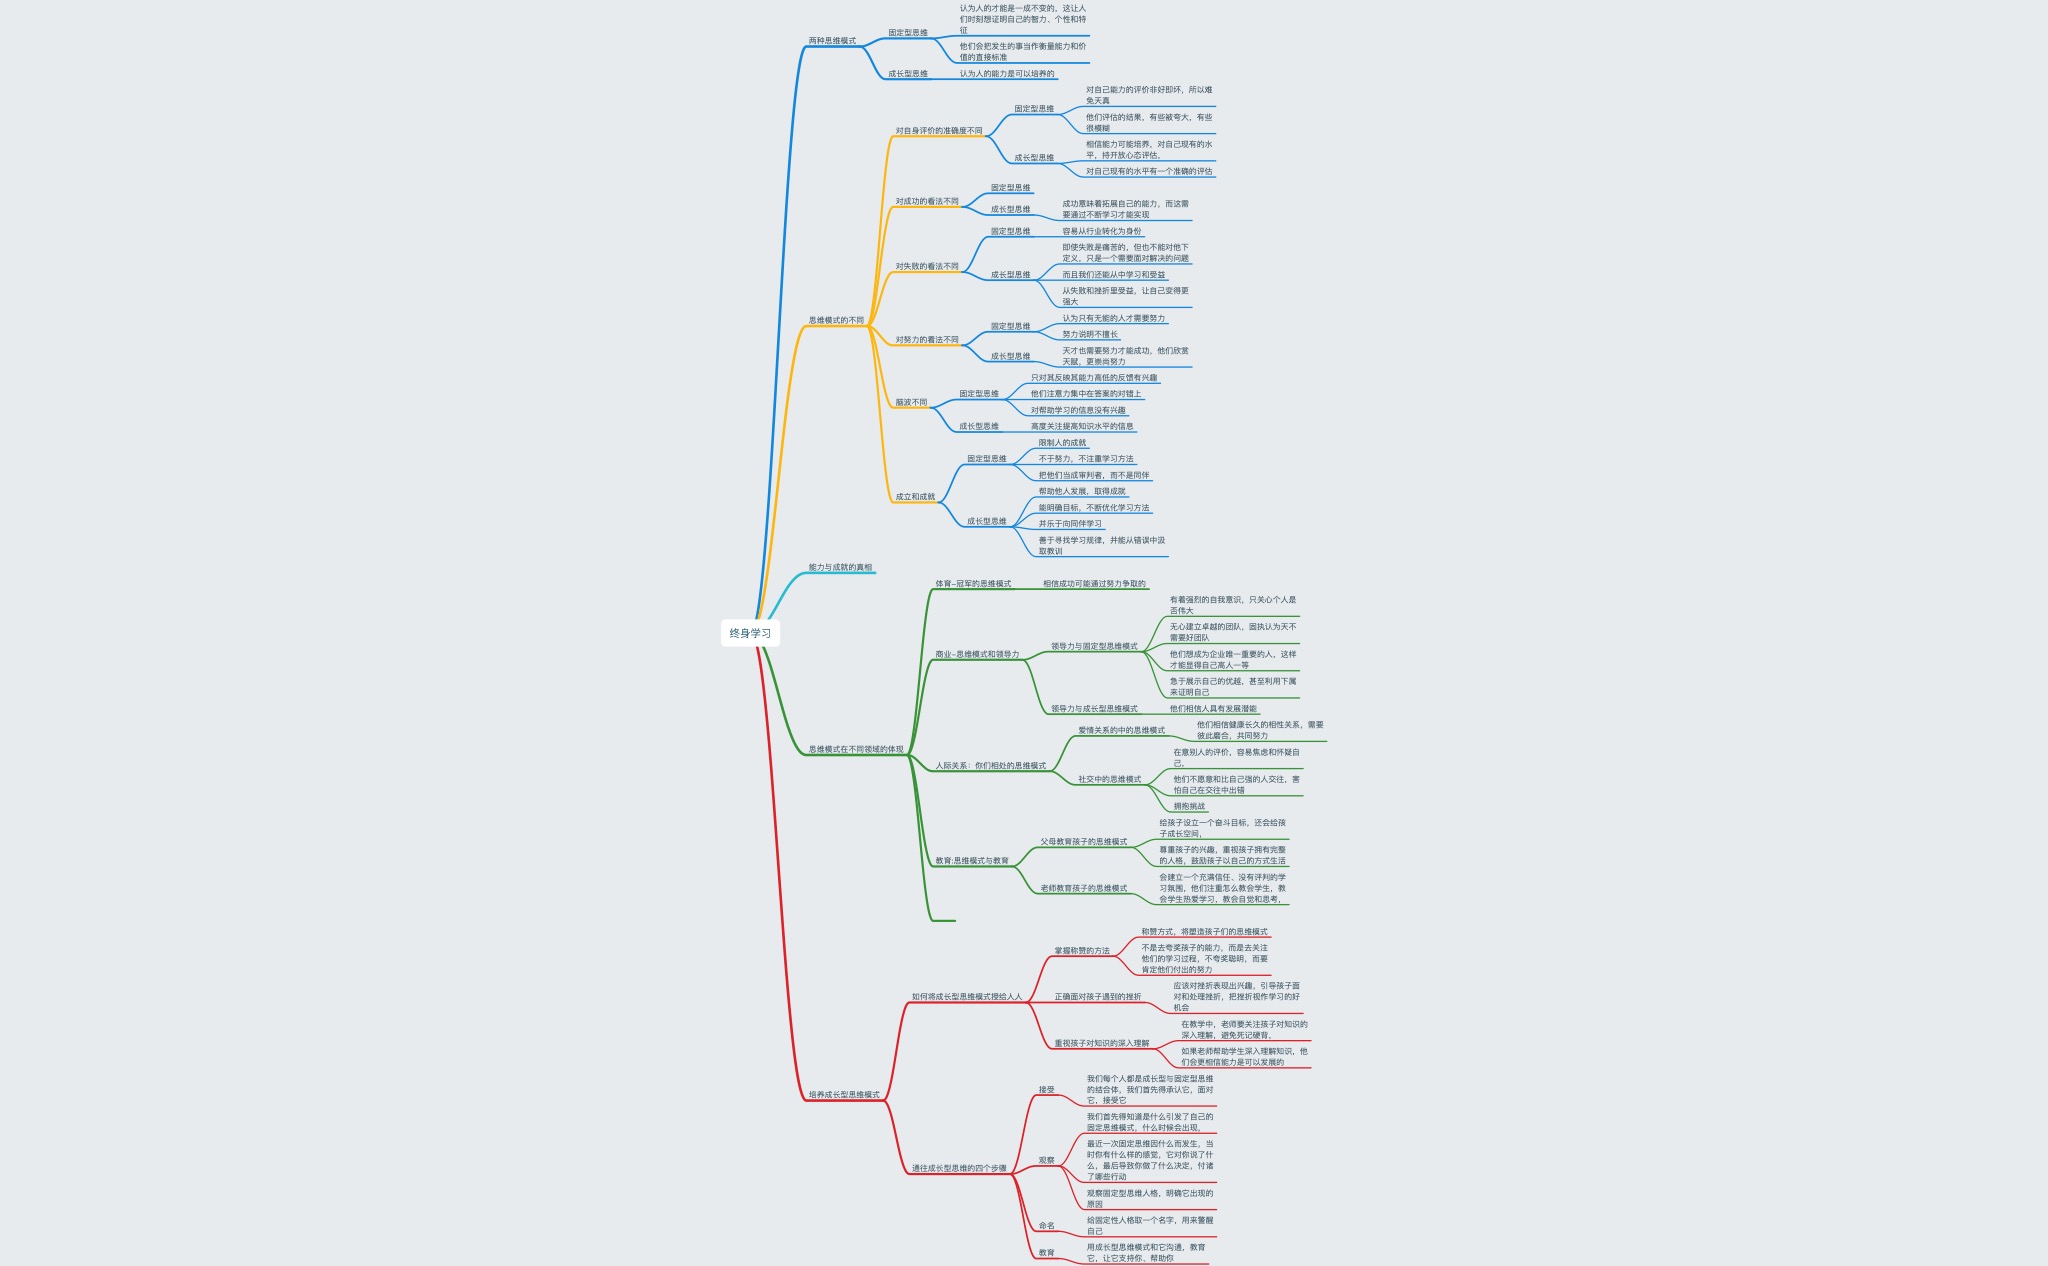 终身学习
两种思维模式
固定型思维
认为人的才能是一成不变的，这让人
们时刻想证明自己的智力、个性和特
征
他们会把发生的事当作衡量能力和价
值的直接标准
成长型思维
认为人的能力是可以培养的
思维模式的不同
对自身评价的准确度不同
固定型思维
对自己能力的评价非好即坏，所以难
免天真
他们评估的结果，有些被夸大，有些
很模糊
成长型思维
相信能力可能培养，对自己现有的水
平，持开放心态评估，
对自己现有的水平有一个准确的评估
对成功的看法不同
固定型思维
成长型思维
成功意味着拓展自己的能力，而这需
要通过不断学习才能实现
对失败的看法不同
固定型思维
容易从行业转化为身份
成长型思维
即使失败是痛苦的，但也不能对他下
定义，只是一个需要面对解决的问题
而且我们还能从中学习和受益
从失败和挫折里受益，让自己变得更
强大
对努力的看法不同
固定型思维
认为只有无能的人才需要努力
努力说明不擅长
成长型思维
天才也需要努力才能成功，他们欣赏
天赋，更崇尚努力
脑波不同
固定型思维
只对其反映其能力高低的反馈有兴趣
他们注意力集中在答案的对错上
对帮助学习的信息没有兴趣
成长型思维
高度关注提高知识水平的信息
成立和成就
固定型思维
限制人的成就
不于努力，不注重学习方法
把他们当成审判者，而不是同伴
成长型思维
帮助他人发展，取得成就
能明确目标，不断优化学习方法
并乐于向同伴学习
善于寻找学习规律，并能从错误中汲
取教训
能力与成就的真相
思维模式在不同领域的体现
体育-冠军的思维模式
相信成功可能通过努力争取的
商业-思维模式和领导力
领导力与固定型思维模式
有着强烈的自我意识，只关心个人是
否伟大
无心建立卓越的团队，固执认为天不
需要好团队
他们想成为企业唯一重要的人，这样
才能显得自己高人一等
急于展示自己的优越，甚至利用下属
来证明自己
领导力与成长型思维模式
他们相信人具有发展潜能
人际关系：你们相处的思维模式
爱情关系的中的思维模式
他们相信健康长久的相性关系，需要
彼此磨合，共同努力
社交中的思维模式
在意别人的评价，容易焦虑和怀疑自
己，
他们不愿意和比自己强的人交往，害
怕自己在交往中出错
拥抱挑战
教育:思维模式与教育
父母教育孩子的思维模式
给孩子设立一个奋斗目标，还会给孩
子成长空间，
尊重孩子的兴趣，重视孩子拥有完整
的人格，鼓励孩子以自己的方式生活
老师教育孩子的思维模式
会建立一个充满信任、没有评判的学
习氛围，他们注重怎么教会学生，教
会学生热爱学习，教会自觉和思考，
培养成长型思维模式
如何将成长型思维模式授给人人
掌握称赞的方法
称赞方式，将塑造孩子们的思维模式
不是去夸奖孩子的能力，而是去关注
他们的学习过程，不夸奖聪明，而要
肯定他们付出的努力
正确面对孩子遇到的挫折
应该对挫折表现出兴趣，引导孩子面
对和处理挫折，把挫折视作学习的好
机会
重视孩子对知识的深入理解
在教学中，老师要关注孩子对知识的
深入理解，避免死记硬背，
如果老师帮助学生深入理解知识，他
们会更相信能力是可以发展的
通往成长型思维的四个步骤
接受
我们每个人都是成长型与固定型思维
的结合体，我们首先得承认它，面对
它，接受它
观察
我们首先得知道是什么引发了自己的
固定思维模式，什么时候会出现，
最近一次固定思维因什么而发生，当
时你有什么样的感觉，它对你说了什
么，最后导致你做了什么决定，付诸
了哪些行动
观察固定型思维人格，明确它出现的
原因
命名
给固定性人格取一个名字，用来警醒
自己
教育
用成长型思维模式和它沟通，教育
它，让它支持你、帮助你